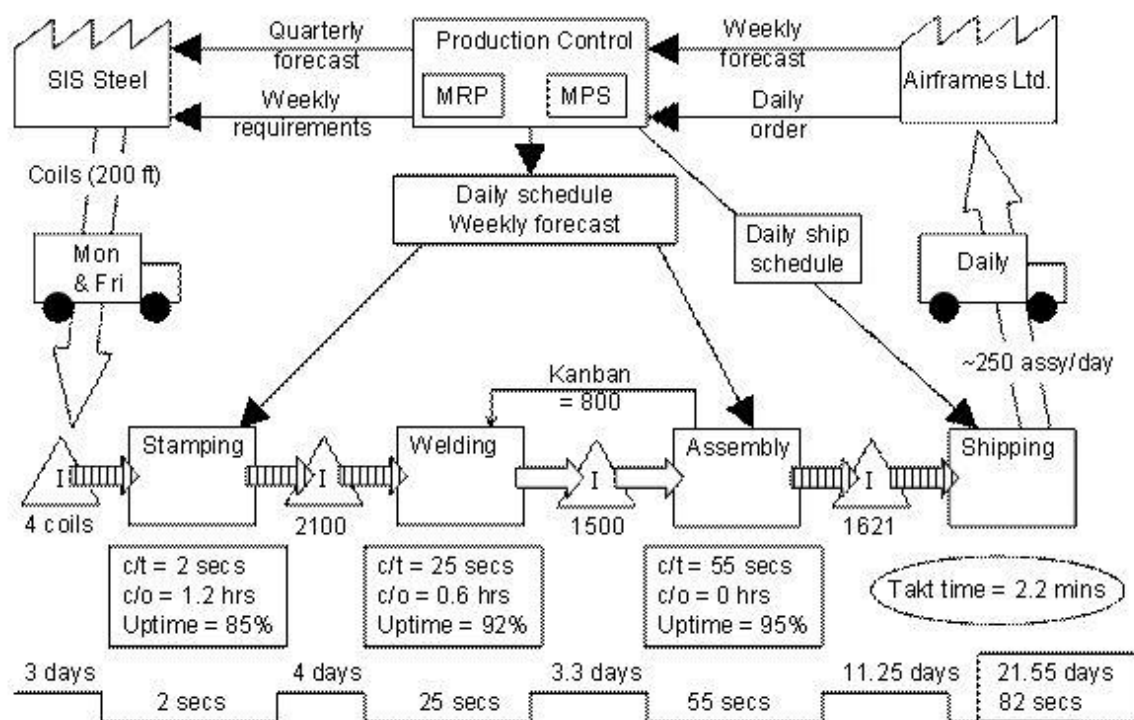 SIS Steel
Quarterly
forecast
Weekly
requirements
Production Control
MRP
MPS
Weekly
forecast
Daily
order
Airframes Ltd.
Coils (200 ft)
Mon
& Fri
Daily schedule
Weekly forecast
Daily ship
schedule
Daily
~250 assy/day
Kanban
= 800
I
Stamping
I
Welding
I
Assembly
I
Shipping
4 coils
2100
1500
1621
c/t = 2 secs
c/o = 1.2 hrs
Uptime = 85%
c/t = 25 secs
c/o = 0.6 hrs
Uptime = 92%
c/t = 55 secs
c/o = 0 hrs
Uptime = 95%
Takt time = 2.2 mins
3 days
2 secs
4 days
25 secs
3.3 days
55 secs
11.25 days
21.55 days
82 secs